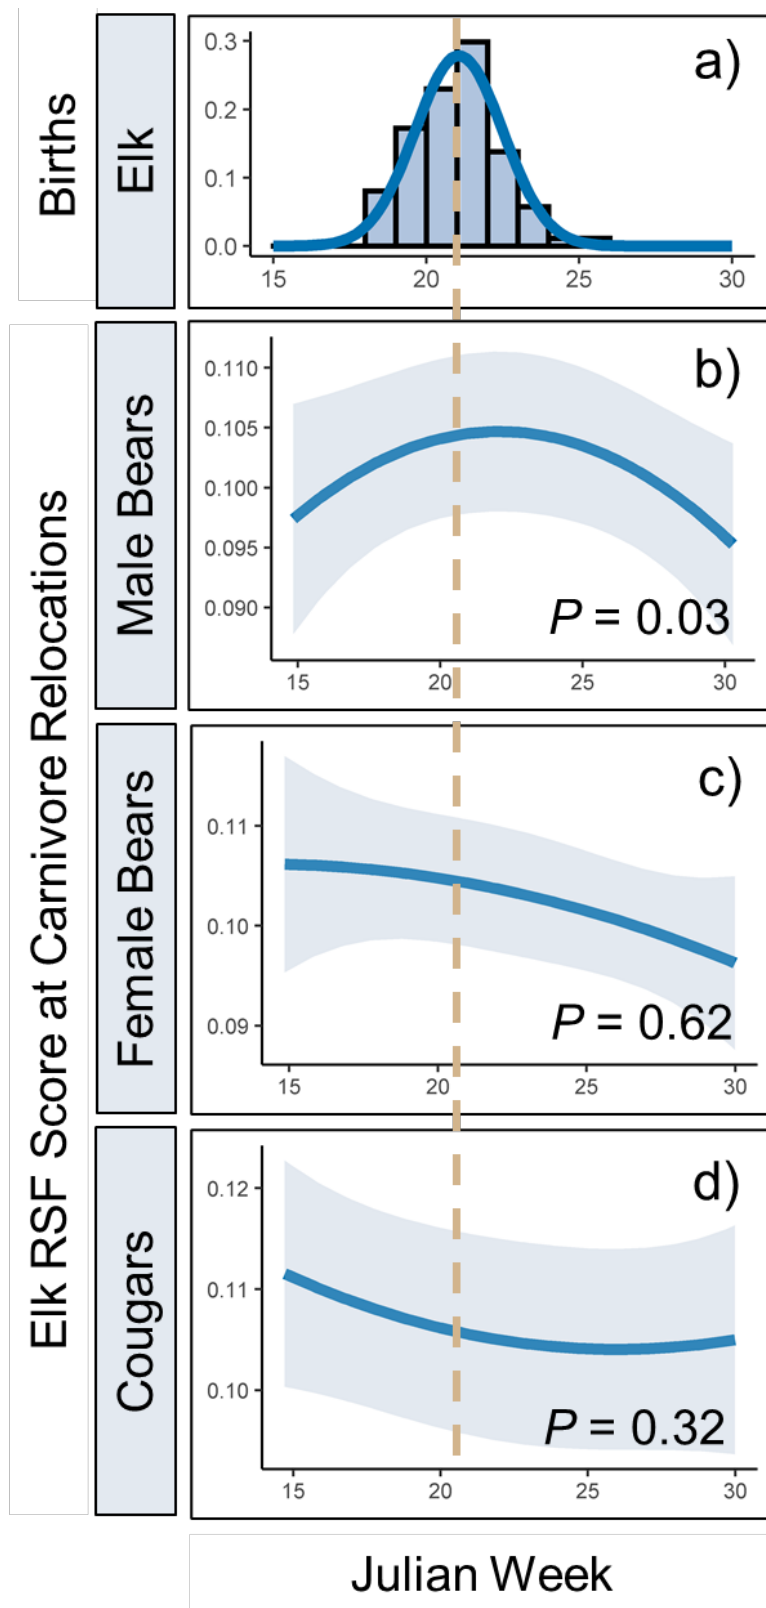 Births
Elk
a)
0.3
0.2
0.1
0.0
15 20 25 30
Elk RSF Score at Carnivore Relocations
Male Bears
b)
0.110
0.105
0.100
0.095
0.090
P = 0.03
15 20 25 30
Female Bears
c)
0.11
0.10
0.09
P = 0.62
15 20 25 30
Cougars
d)
0.12
0.11
0.10
P = 0.32
15 20 25 30
Julian Week